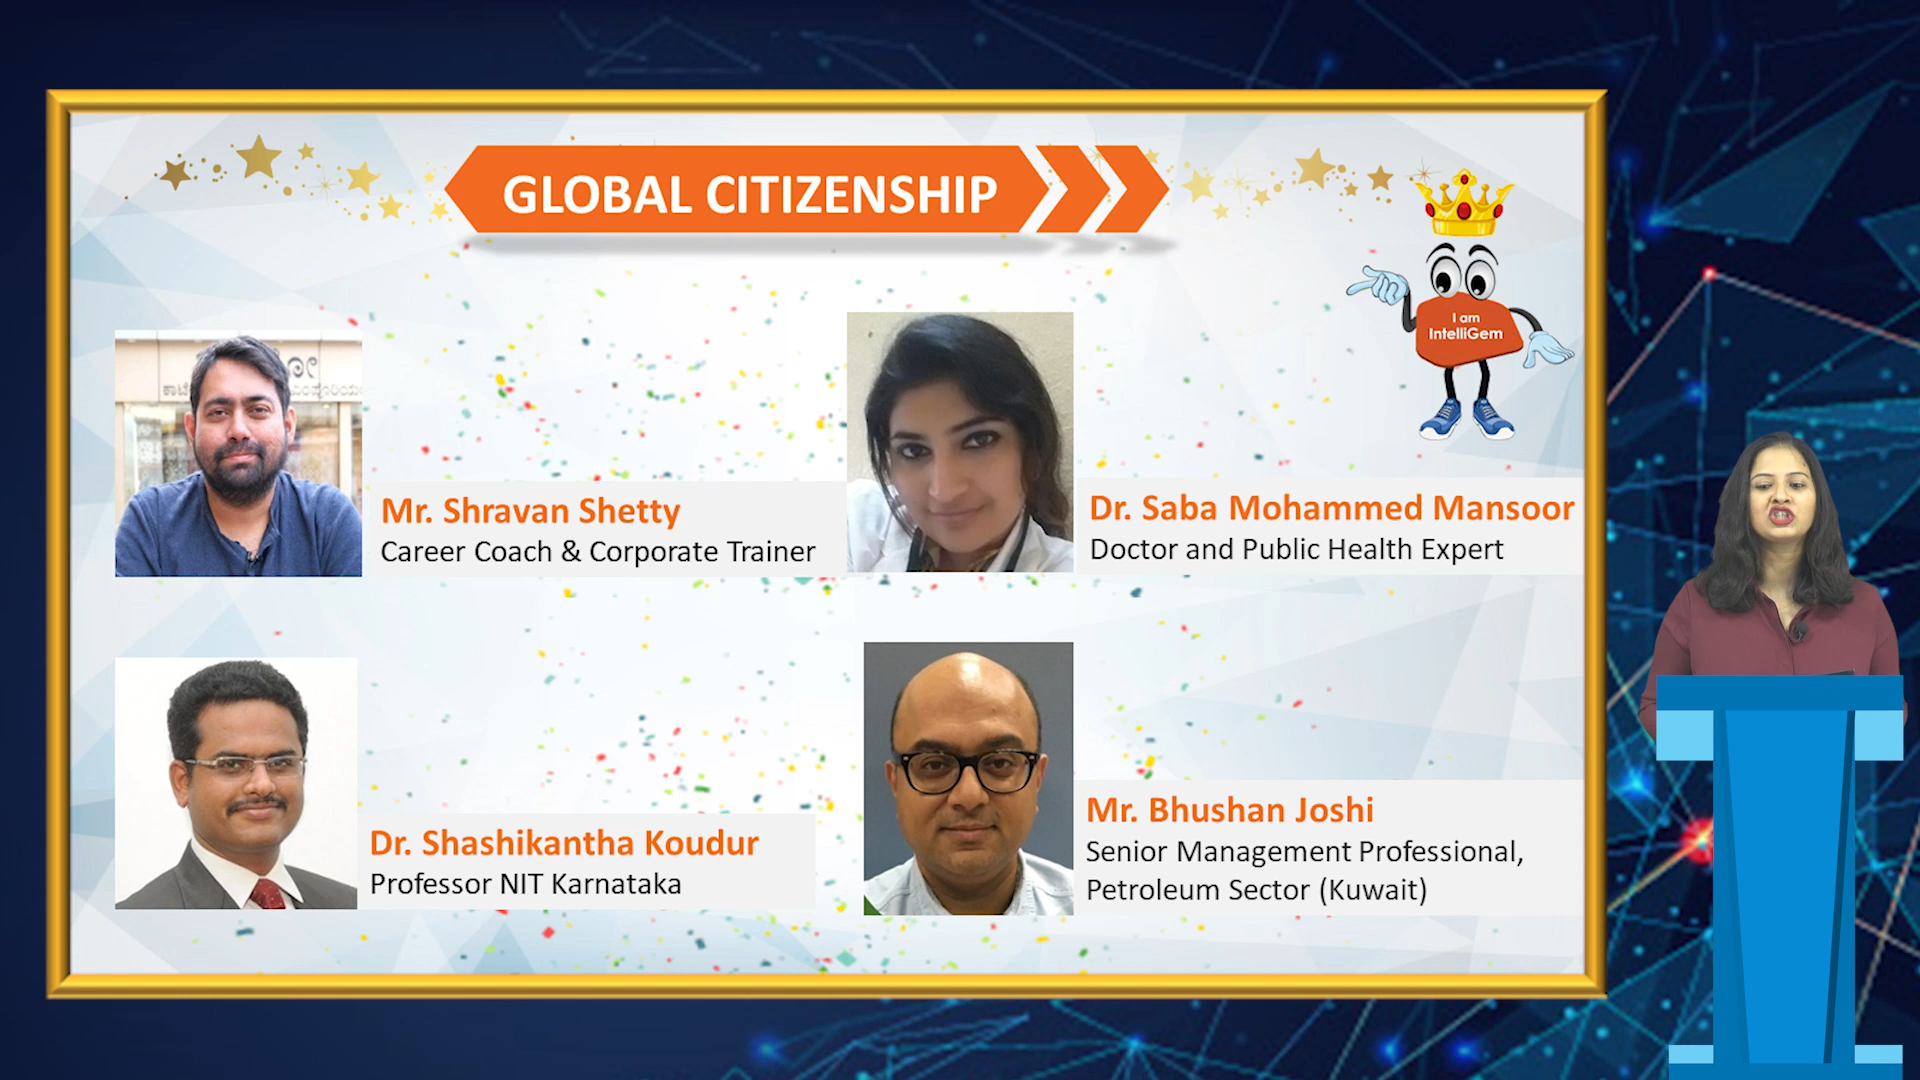 GLOBAL CITIZENSHIP
I am
IntelliGem
Mr. Shravan Shetty
Career Coach & Corporate Trainer
Dr. Saba Mohammed Mansoor
Doctor and Public Health Expert
Dr. Shashikantha Koudur
Professor NIT Karnataka
Mr. Bhushan Joshi
Senior Management Professional,
Petroleum Sector (Kuwait)